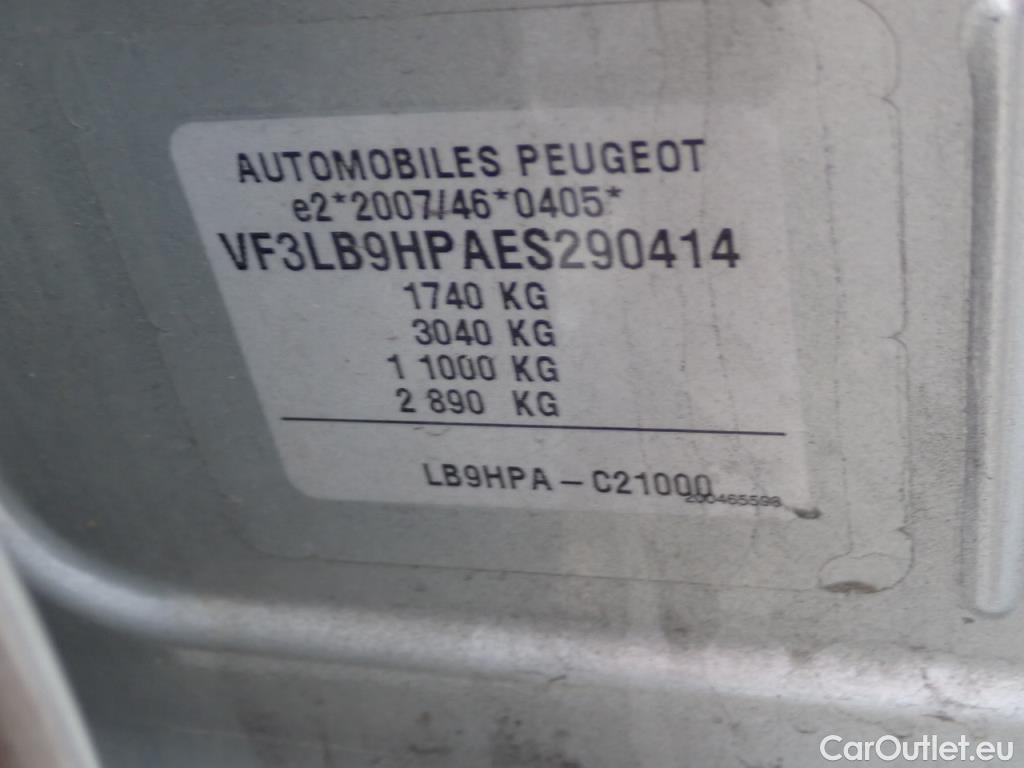 AUTOMOBILES PEUGEOT
e2*2007/46*0405*
VF3LB9HPAES290414
1740 KG
3040 KG
1 1000 KG
2 890 KG
LB9HPA – C21000
200465598
CarOutlet.eu